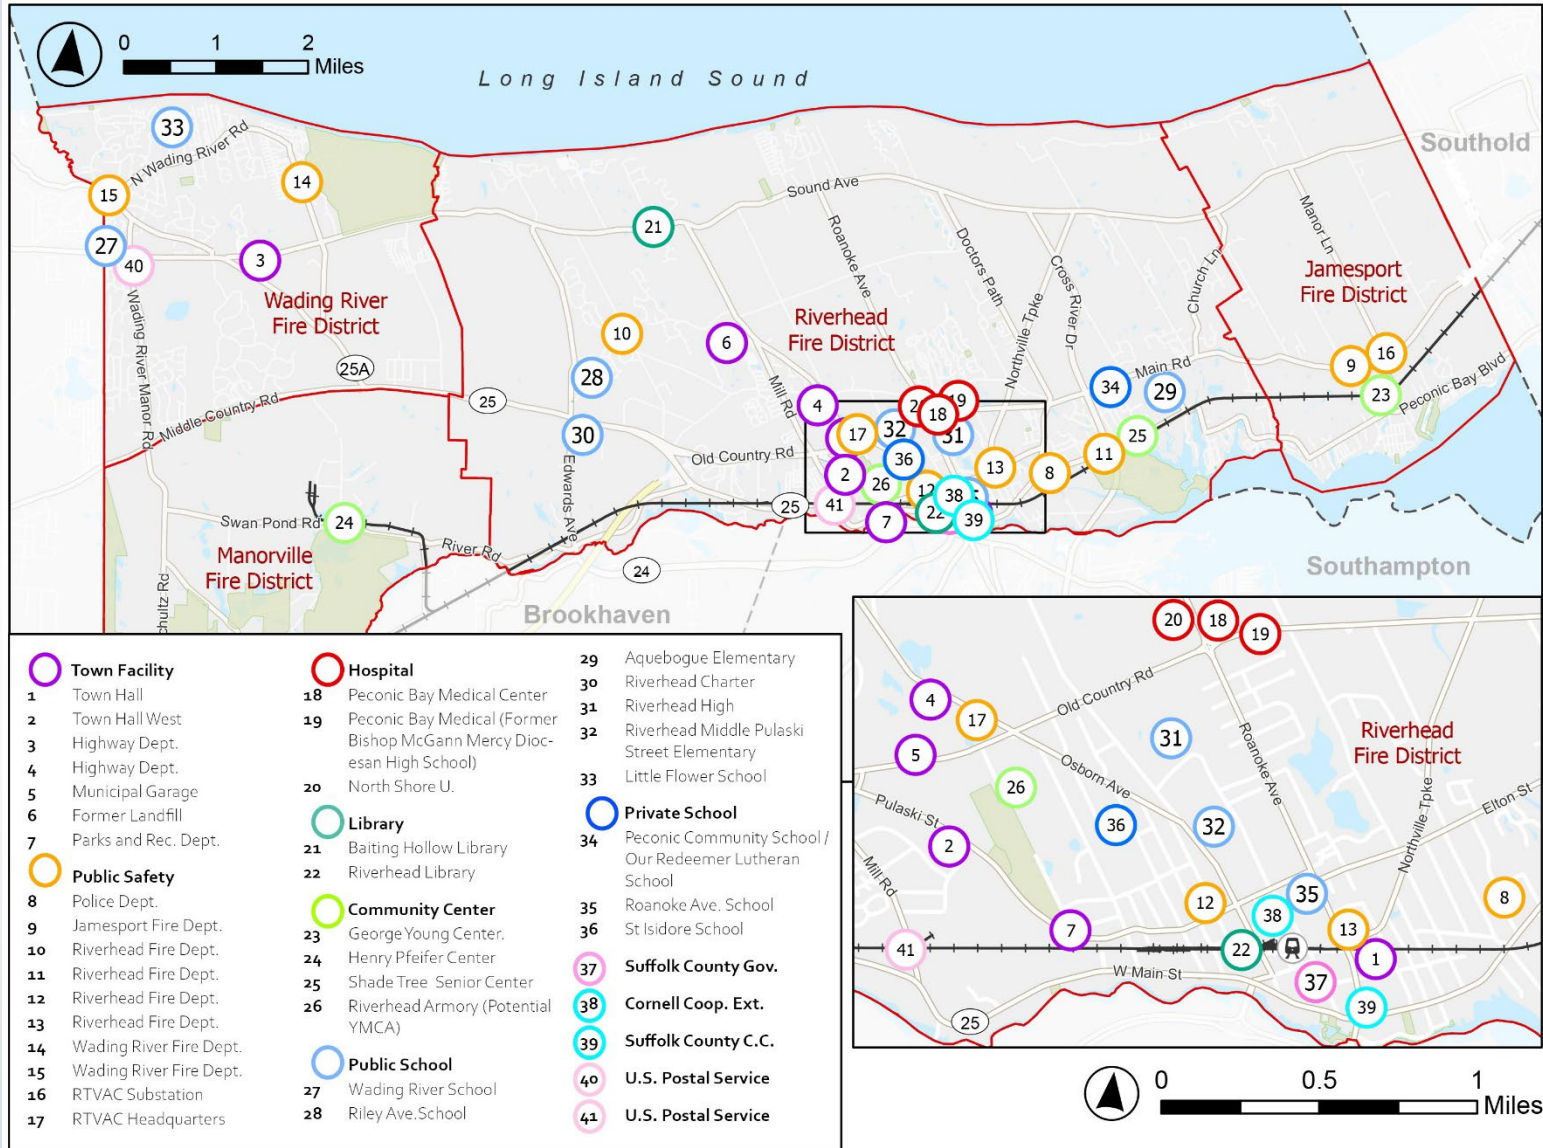 0 1 2 Miles
Long Island Sound
Southold
33
N Wading River Rd
14
15
Sound Ave
Manor Ln
21
Roanoke Ave
Doctors Path
Cross River Dr
Church Ln
27
40
3
Wading River
Fire District
Jamesport
Fire District
Wading River Manor Rd
10
6
Riverhead
Fire District
Northville Tpke
Main Rd
9
16
25A
28
34
29
23
Peconic Bay Blvd
25
Mill Rd
4
19
18
Middle Country Rd
30
17
32
31
25
Old Country Rd
36
13
11
2
26
8
Edwards Ave
12
38
25
41
22
7
39
Swan Pond Rd
24
River Rd
Manorville
Fire District
24
Southampton
Brookhaven
Town Facility
1 Town Hall
2 Town Hall West
3 Highway Dept.
4 Highway Dept.
5 Municipal Garage
6 Former Landfill
7 Parks and Rec. Dept.
Public Safety
8 Police Dept.
9 Jamesport Fire Dept.
10 Riverhead Fire Dept.
11 Riverhead Fire Dept.
12 Riverhead Fire Dept.
13 Riverhead Fire Dept.
14 Wading River Fire Dept.
15 Wading River Fire Dept.
16 RTVAC Substation
17 RTVAC Headquarters
Hospital
18 Peconic Bay Medical Center
19 Peconic Bay Medical (Former
Bishop McGann Mercy Dioc-
esan High School)
20 North Shore U.
Library
21 Baiting Hollow Library
22 Riverhead Library
Community Center
23 George Young Center.
24 Henry Pfeifer Center
25 Shade Tree Senior Center
26 Riverhead Armory (Potential
YMCA)
Public School
27 Wading River School
28 Riley Ave.School
29 Aquebogue Elementary
30 Riverhead Charter
31 Riverhead High
32 Riverhead Middle Pulaski
Street Elementary
33 Little Flower School
Private School
34 Peconic Community School /
Our Redeemer Lutheran
School
35 Roanoke Ave. School
36 St Isidore School
37 Suffolk County Gov.
38 Cornell Coop. Ext.
39 Suffolk County C.C.
40 U.S. Postal Service
41 U.S. Postal Service
20
18
19
4
17
Old Country Rd
5
31
Roanoke Ave
Riverhead
Fire District
Osborn Ave
26
Pulaski St
36
32
Northville Tpke
Elton St
2
Mill Rd
12
35
38
8
7
13
41
22
1
W Main St
37
39
25
0 0.5 1
Miles